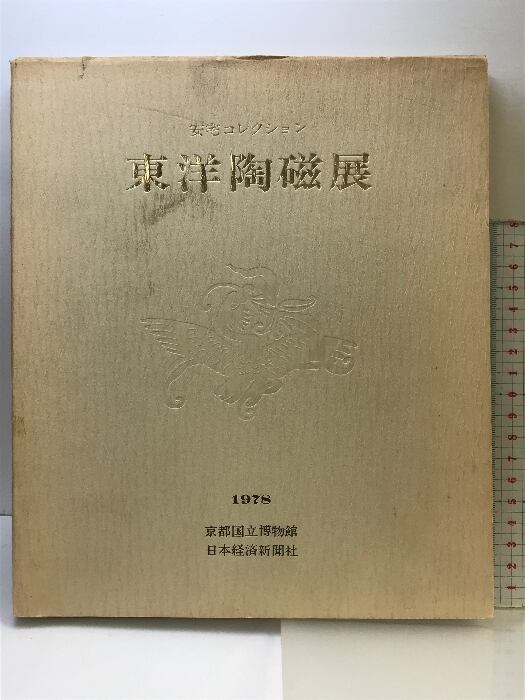 安宅コレクション
東洋陶磁展
1978
京都国立博物館
日本経済新聞社